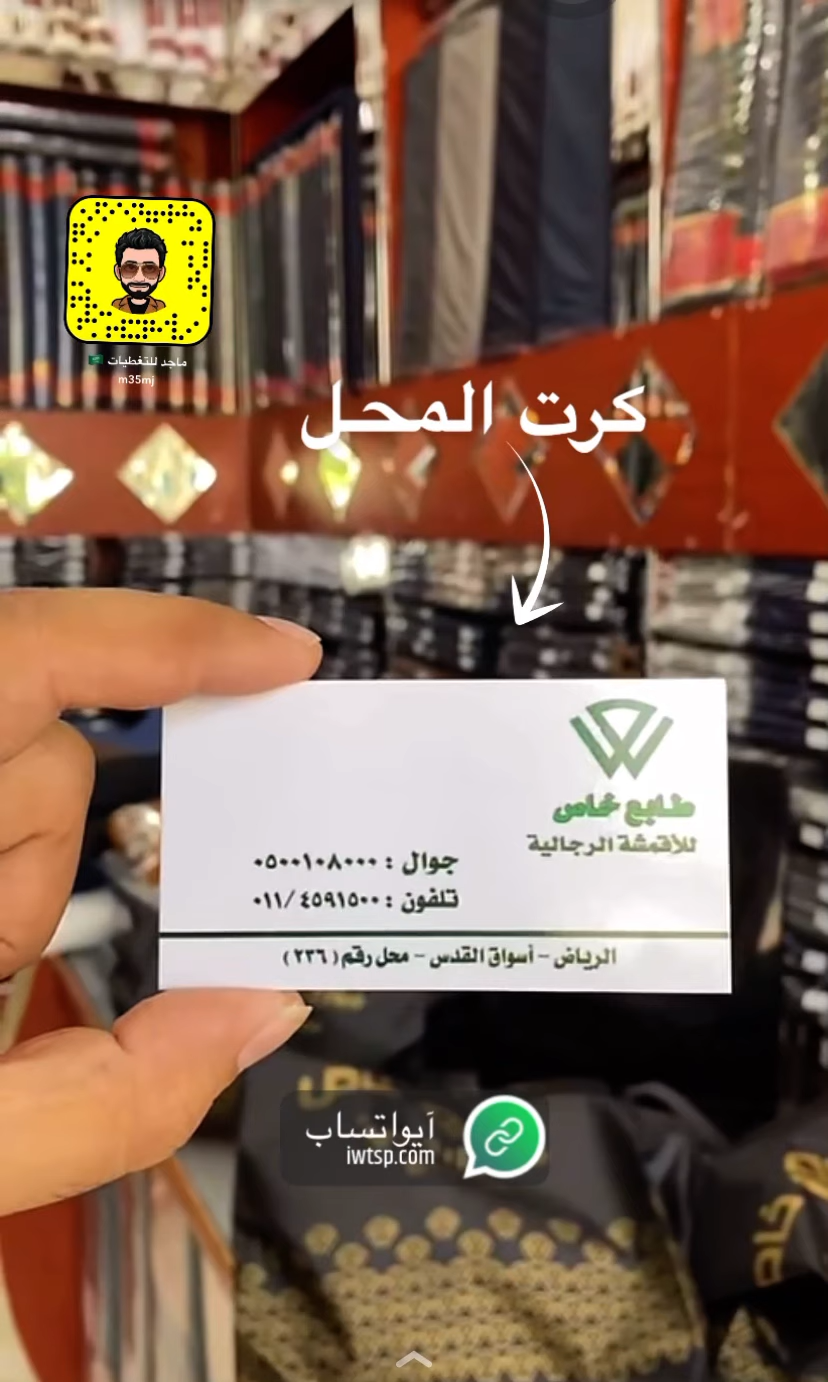 ماجد للتغطيات 🇸🇦
m35mj
كرت المحل
طابع خاص
للأقمشة الرجالية
جوال : ٠٥٠٠١٠٨٠٠٠
تلفون : ٠١١/٤٥٩١٥٠٠
الرياض - أسواق القدس - محل رقم (٢٣٦)
آيواتساب
iwtsp.com
خاص